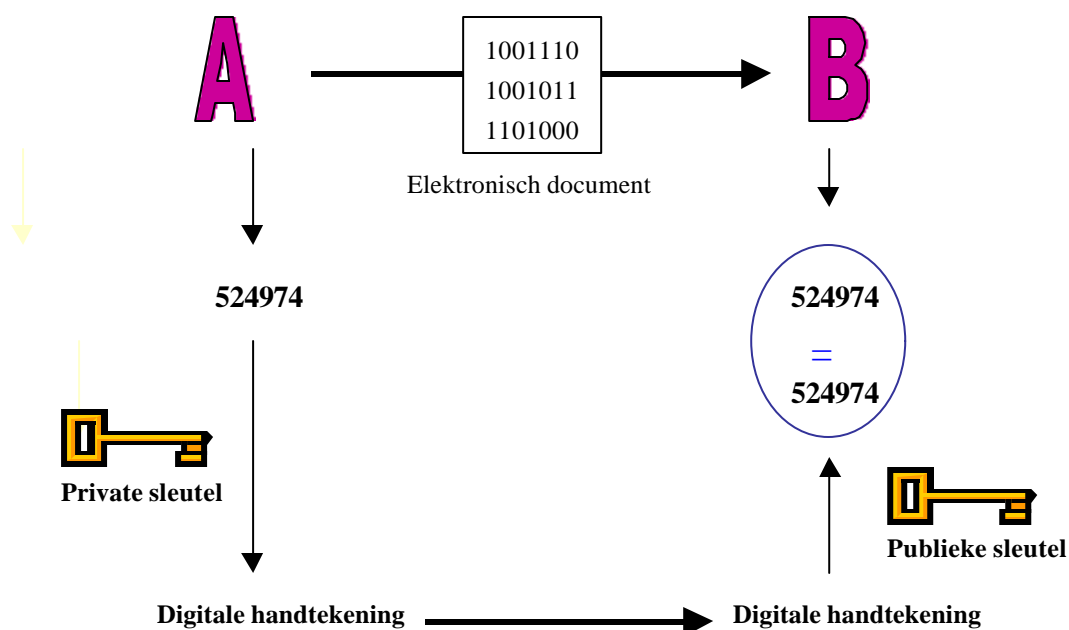 A
B
1001110
1001011
1101000
Elektronisch document
524974
524974
=
524974
Private sleutel
Publieke sleutel
Digitale handtekening
Digitale handtekening